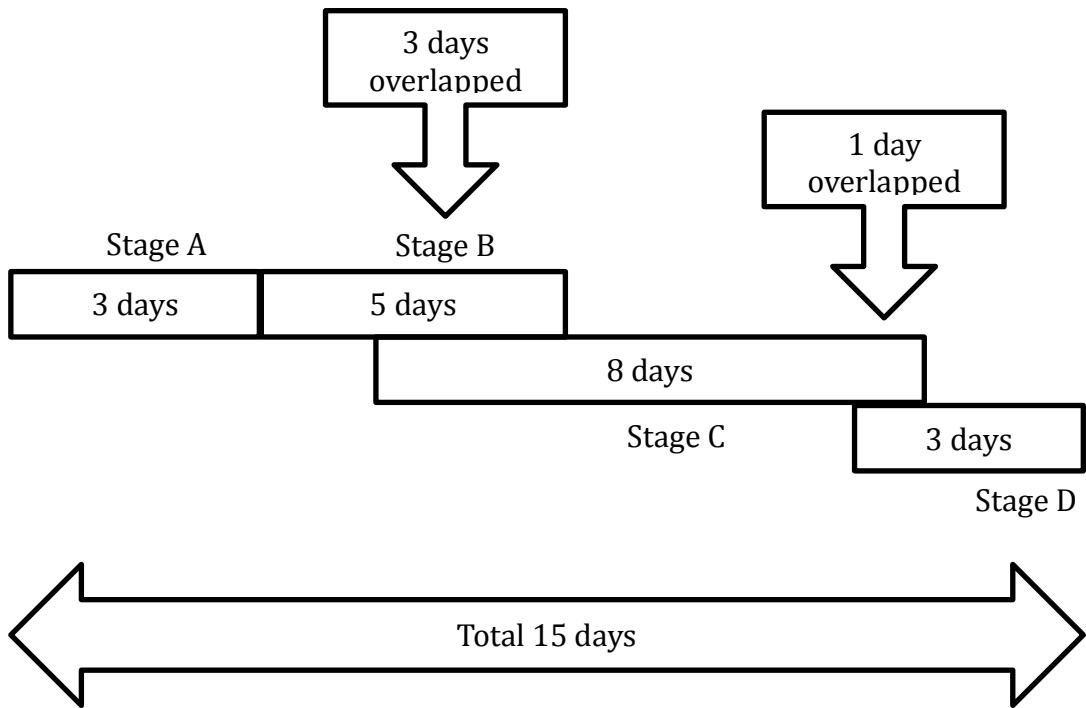 3 days
overlapped
1 day
overlapped
Stage A
Stage B
3 days
5 days
8 days
Stage C
3 days
Stage D
Total 15 days